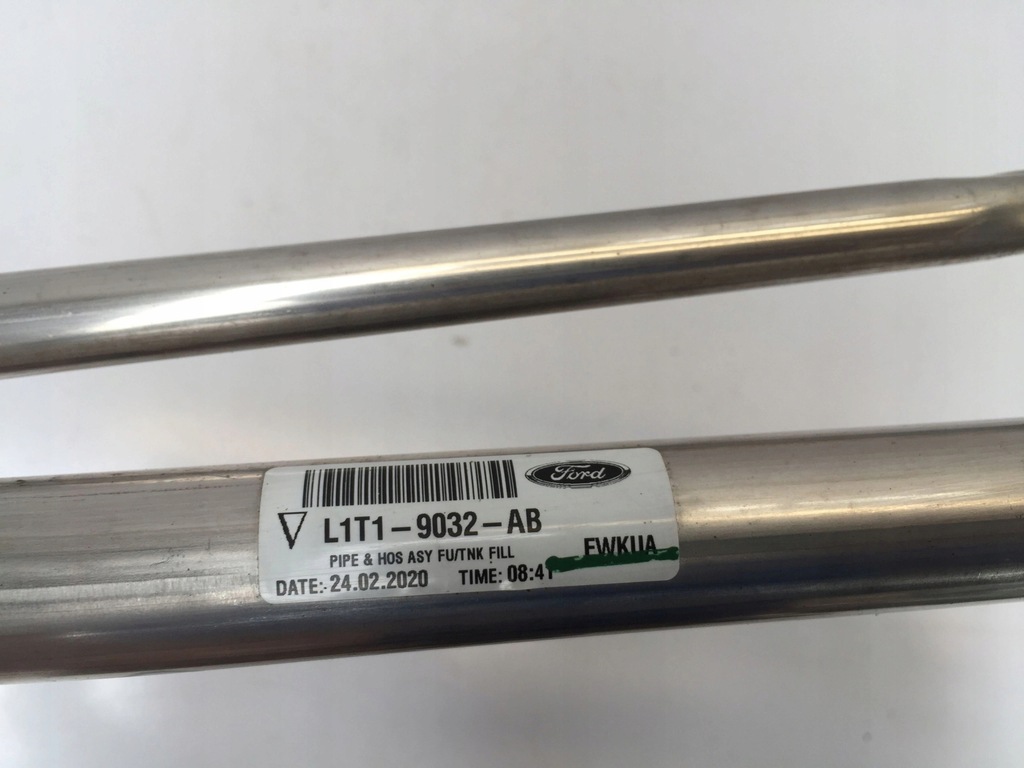 Ford
L1T1-9032-AB
PIPE & HOS ASY FU/TNK FILL
FWKUA
DATE:-24.02.2020 TIME: 08:41